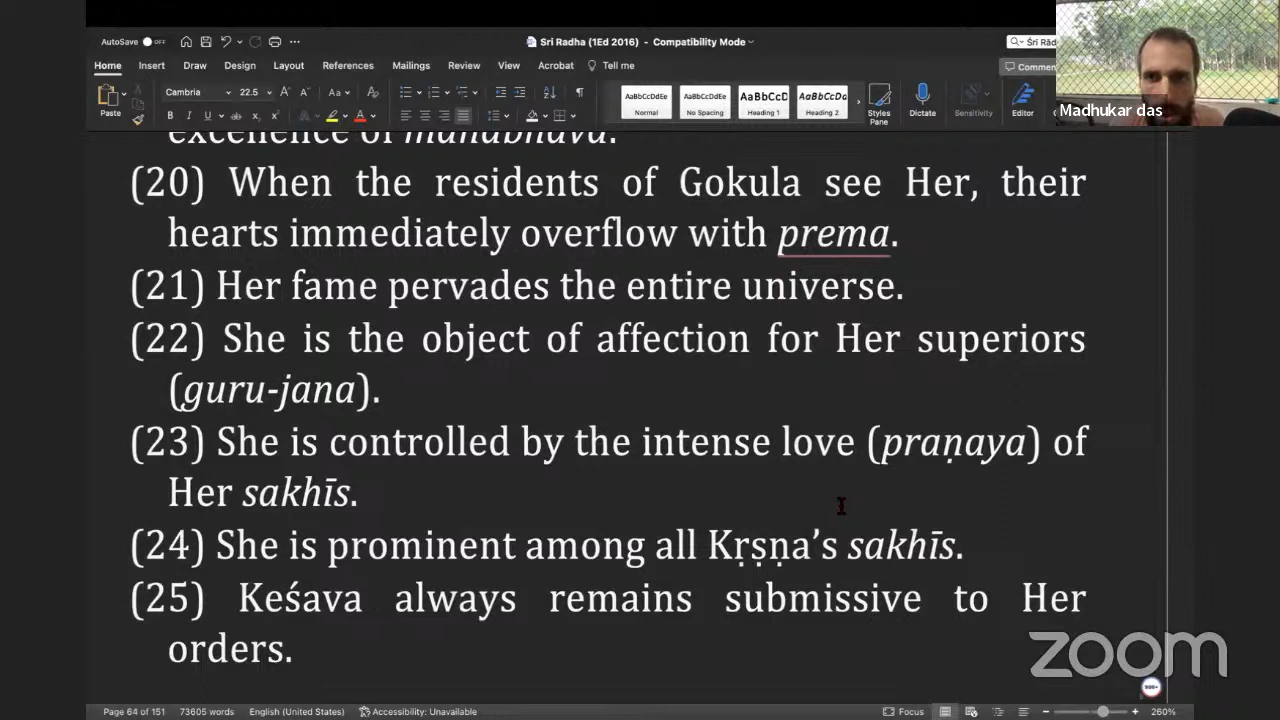 AutoSave OFF
Sri Radha (1Ed 2016) - Compatibility Mode
Home Insert Draw Design Layout References Mailings Review View Acrobat Tell me
Paste
Cambria 22.5
AaBbCcDdEe AaBbCcDdEe AaBbCcD AaBbCcDc
Normal No Spacing Heading 1 Heading 2
Styles Pane Dictate Sensitivity Editor
Madhukar das
(20) When the residents of Gokula see Her, their
hearts immediately overflow with prema.
(21) Her fame pervades the entire universe.
(22) She is the object of affection for Her superiors
(guru-jana).
(23) She is controlled by the intense love (praṇaya) of
Her sakhīs.
(24) She is prominent among all Kṛṣṇa’s sakhīs.
(25) Keśava always remains submissive to Her
orders.
zoom
Page 64 of 151 73605 words English (United States) Accessibility: Unavailable Focus 260%